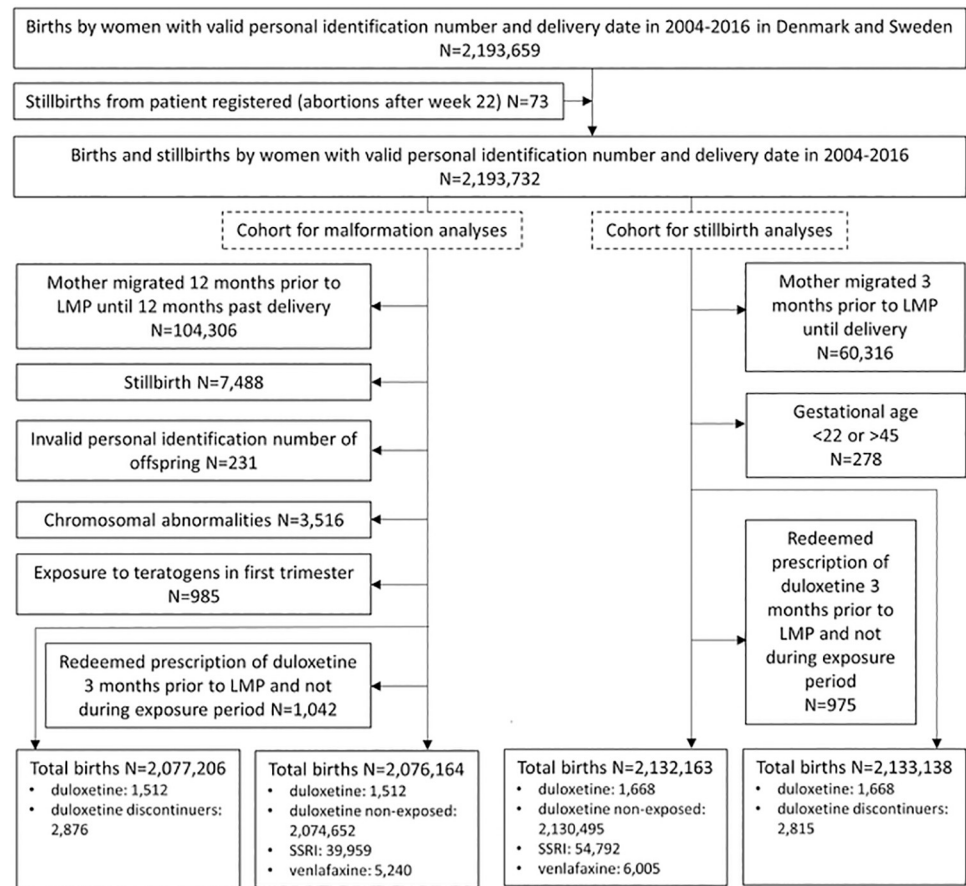 Births by women with valid personal identification number and delivery date in 2004-2016 in Denmark and Sweden
N=2,193,659
Stillbirths from patient registered (abortions after week 22) N=73
Births and stillbirths by women with valid personal identification number and delivery date in 2004-2016
N=2,193,732
Cohort for malformation analyses
Cohort for stillbirth analyses
Mother migrated 12 months prior to
LMP until 12 months past delivery
N=104,306
Stillbirth N=7,488
Invalid personal identification number of
offspring N=231
Chromosomal abnormalities N=3,516
Exposure to teratogens in first trimester
N=985
Redeemed prescription of duloxetine
3 months prior to LMP and not
during exposure period N=1,042
Mother migrated 3
months prior to LMP
until delivery
N=60,316
Gestational age
<22 or >45
N=278
Redeemed
prescription of
duloxetine 3
months prior to
LMP and not
during exposure
period
N=975
Total births N=2,077,206
• duloxetine: 1,512
• duloxetine discontinuers:
2,876
Total births N=2,076,164
• duloxetine: 1,512
• duloxetine non-exposed:
2,074,652
• SSRI: 39,959
• venlafaxine: 5,240
Total births N=2,132,163
• duloxetine: 1,668
• duloxetine non-exposed:
2,130,495
• SSRI: 54,792
• venlafaxine: 6,005
Total births N=2,133,138
• duloxetine: 1,668
• duloxetine discontinuers:
2,815